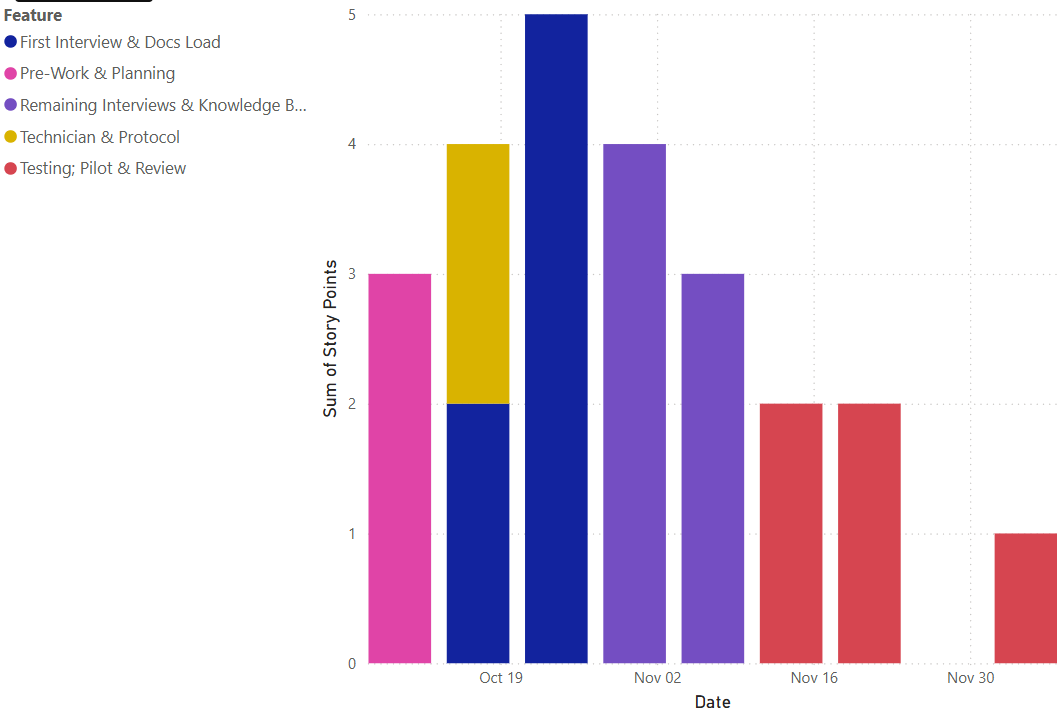 Feature
First Interview & Docs Load
Pre-Work & Planning
Remaining Interviews & Knowledge B...
Technician & Protocol
Testing; Pilot & Review
Sum of Story Points
5
4
3
2
1
0
Oct 19
Nov 02
Nov 16
Nov 30
Date